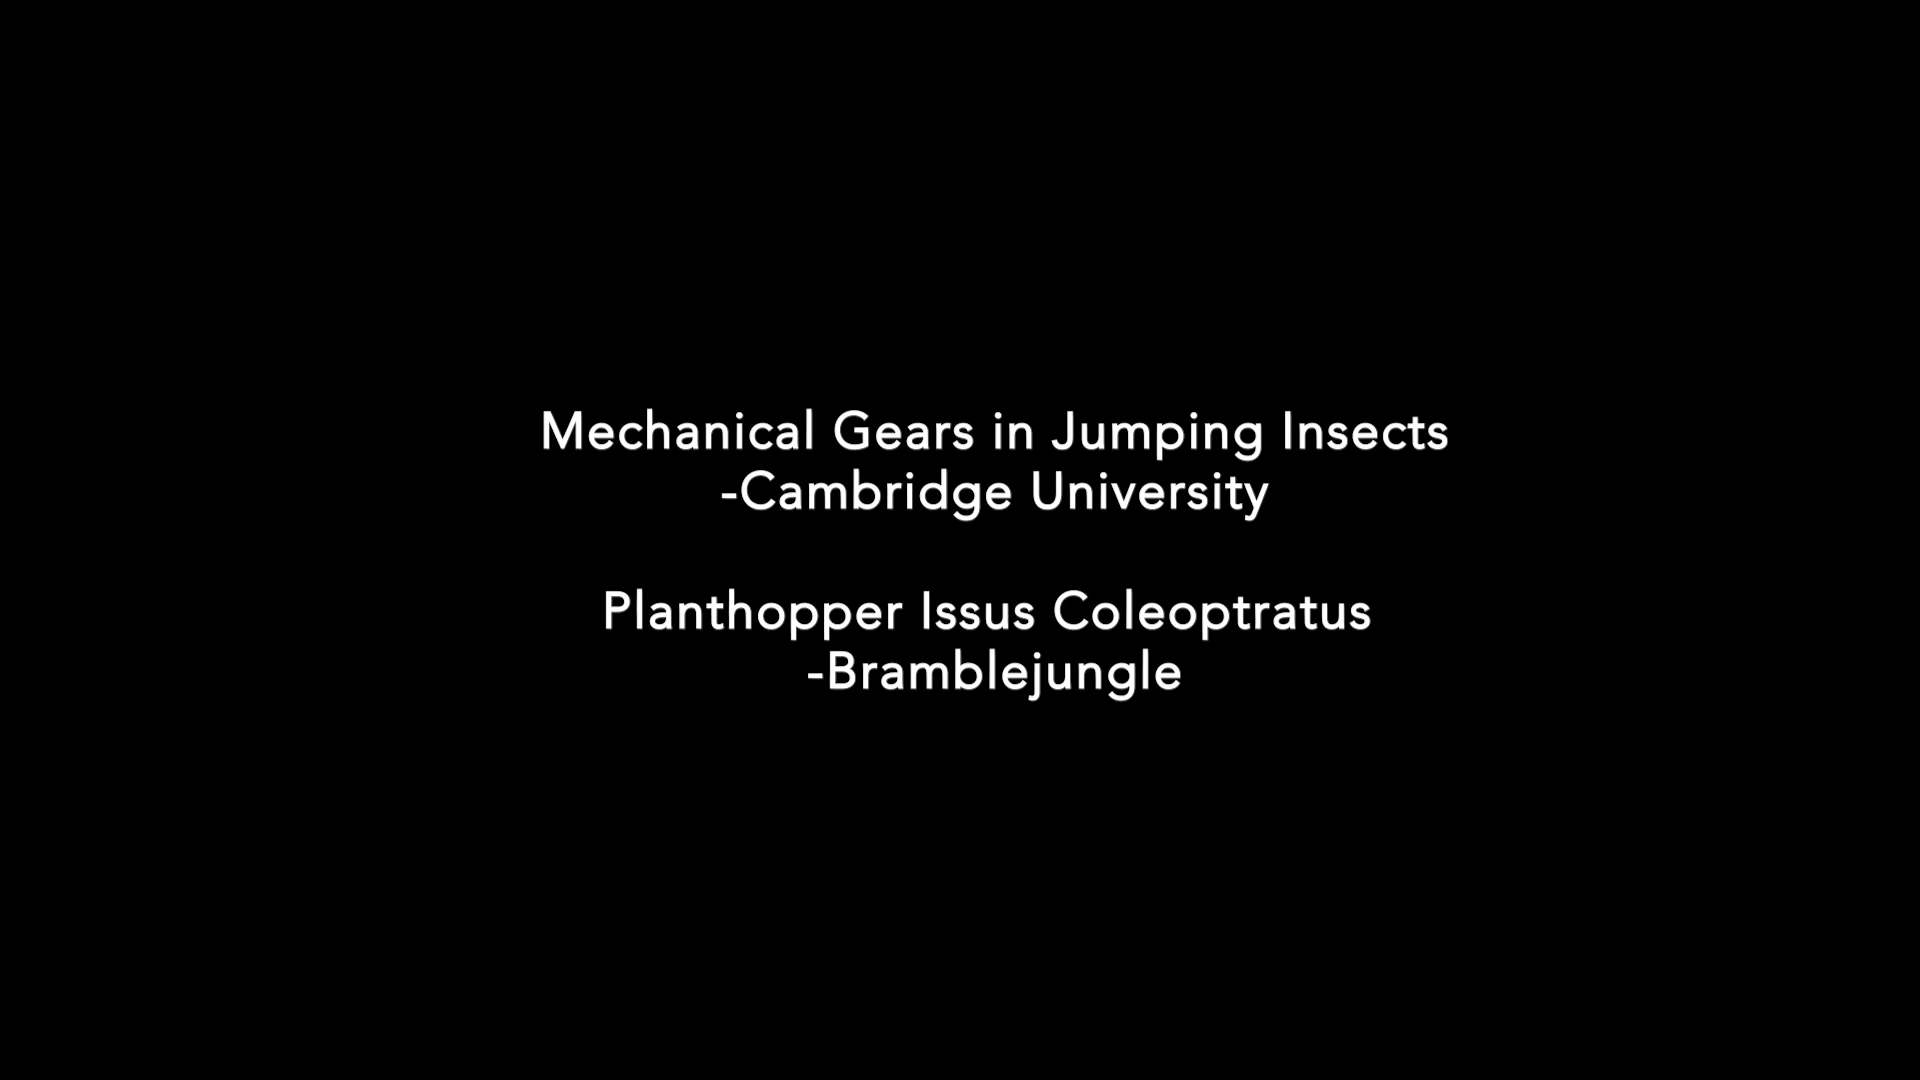 Mechanical Gears in Jumping Insects
-Cambridge University
Planthopper Issus Coleoptratus
-Bramblejungle